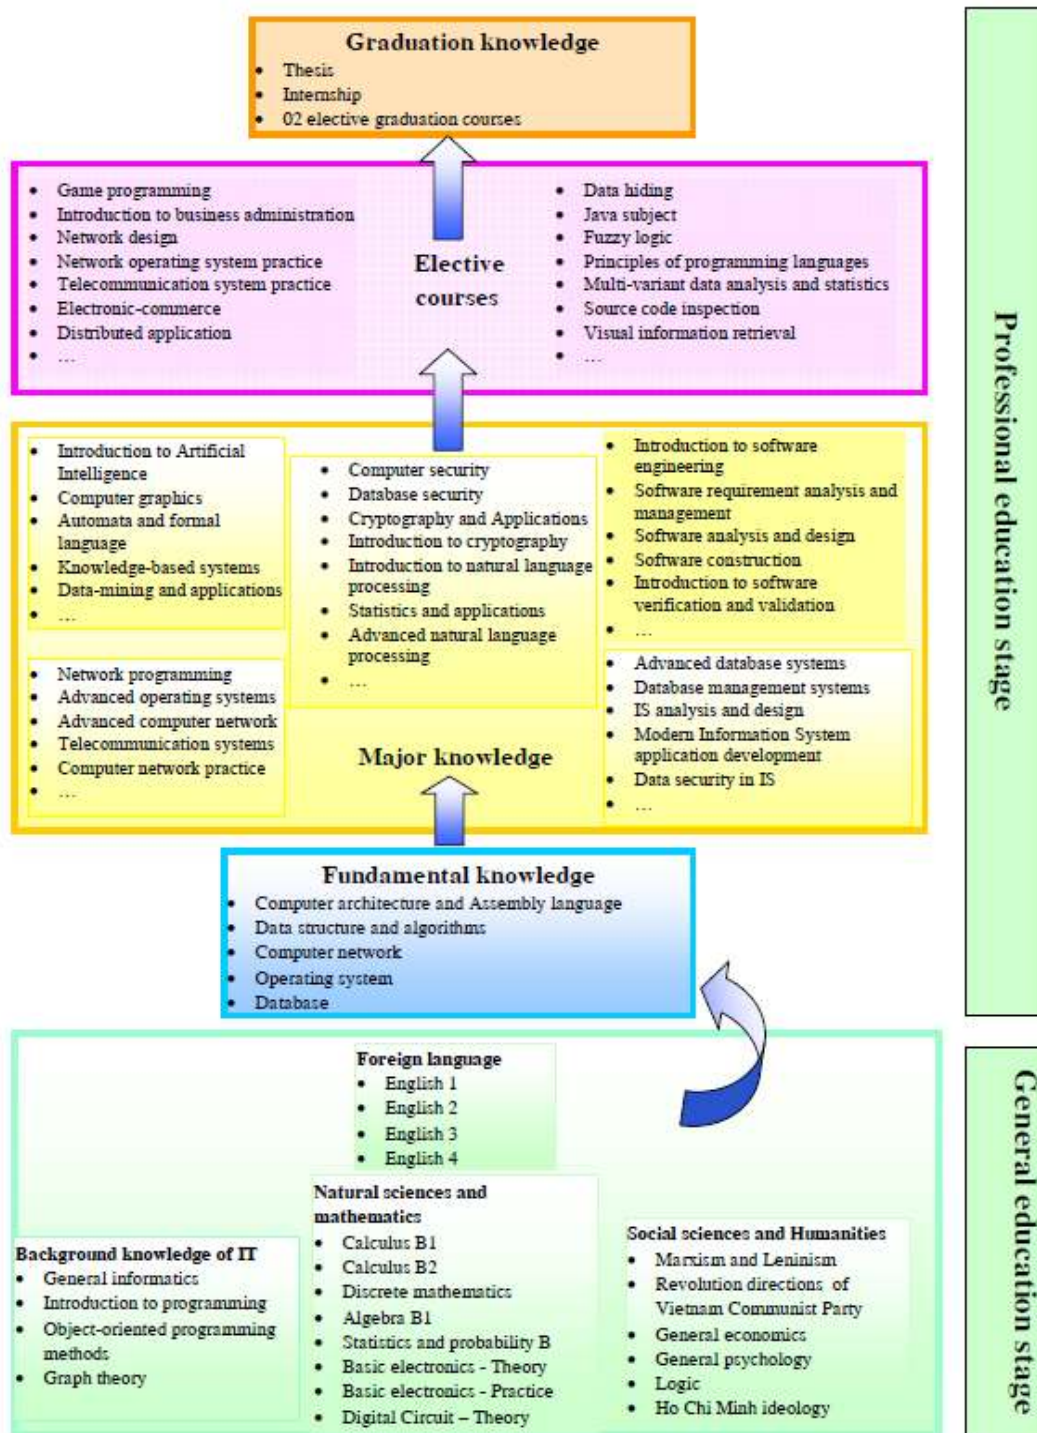 Graduation knowledge
• Thesis
• Internship
• 02 elective graduation courses
• Game programming
• Introduction to business administration
• Network design
• Network operating system practice
• Telecommunication system practice
• Electronic-commerce
• Distributed application
• …
Elective
courses
• Data hiding
• Java subject
• Fuzzy logic
• Principles of programming languages
• Multi-variant data analysis and statistics
• Source code inspection
• Visual information retrieval
• …
• Introduction to Artificial
Intelligence
• Computer graphics
• Automata and formal
language
• Knowledge-based systems
• Data-mining and applications
• …
• Computer security
• Database security
• Cryptography and Applications
• Introduction to cryptography
• Introduction to natural language
processing
• Statistics and applications
• Advanced natural language
processing
• …
• Introduction to software
engineering
• Software requirement analysis and
management
• Software analysis and design
• Software construction
• Introduction to software
verification and validation
• …
• Network programming
• Advanced operating systems
• Advanced computer network
• Telecommunication systems
• Computer network practice
• …
Major knowledge
• Advanced database systems
• Database management systems
• IS analysis and design
• Modern Information System
application development
• Data security in IS
• …
Fundamental knowledge
• Computer architecture and Assembly language
• Data structure and algorithms
• Computer network
• Operating system
• Database
Professional education stage
Foreign language
• English 1
• English 2
• English 3
• English 4
Background knowledge of IT
• General informatics
• Introduction to programming
• Object-oriented programming
methods
• Graph theory
Natural sciences and
mathematics
• Calculus B1
• Calculus B2
• Discrete mathematics
• Algebra B1
• Statistics and probability B
• Basic electronics - Theory
• Basic electronics - Practice
• Digital Circuit – Theory
Social sciences and Humanities
• Marxism and Leninism
• Revolution directions of
Vietnam Communist Party
• General economics
• General psychology
• Logic
• Ho Chi Minh ideology
General education stage